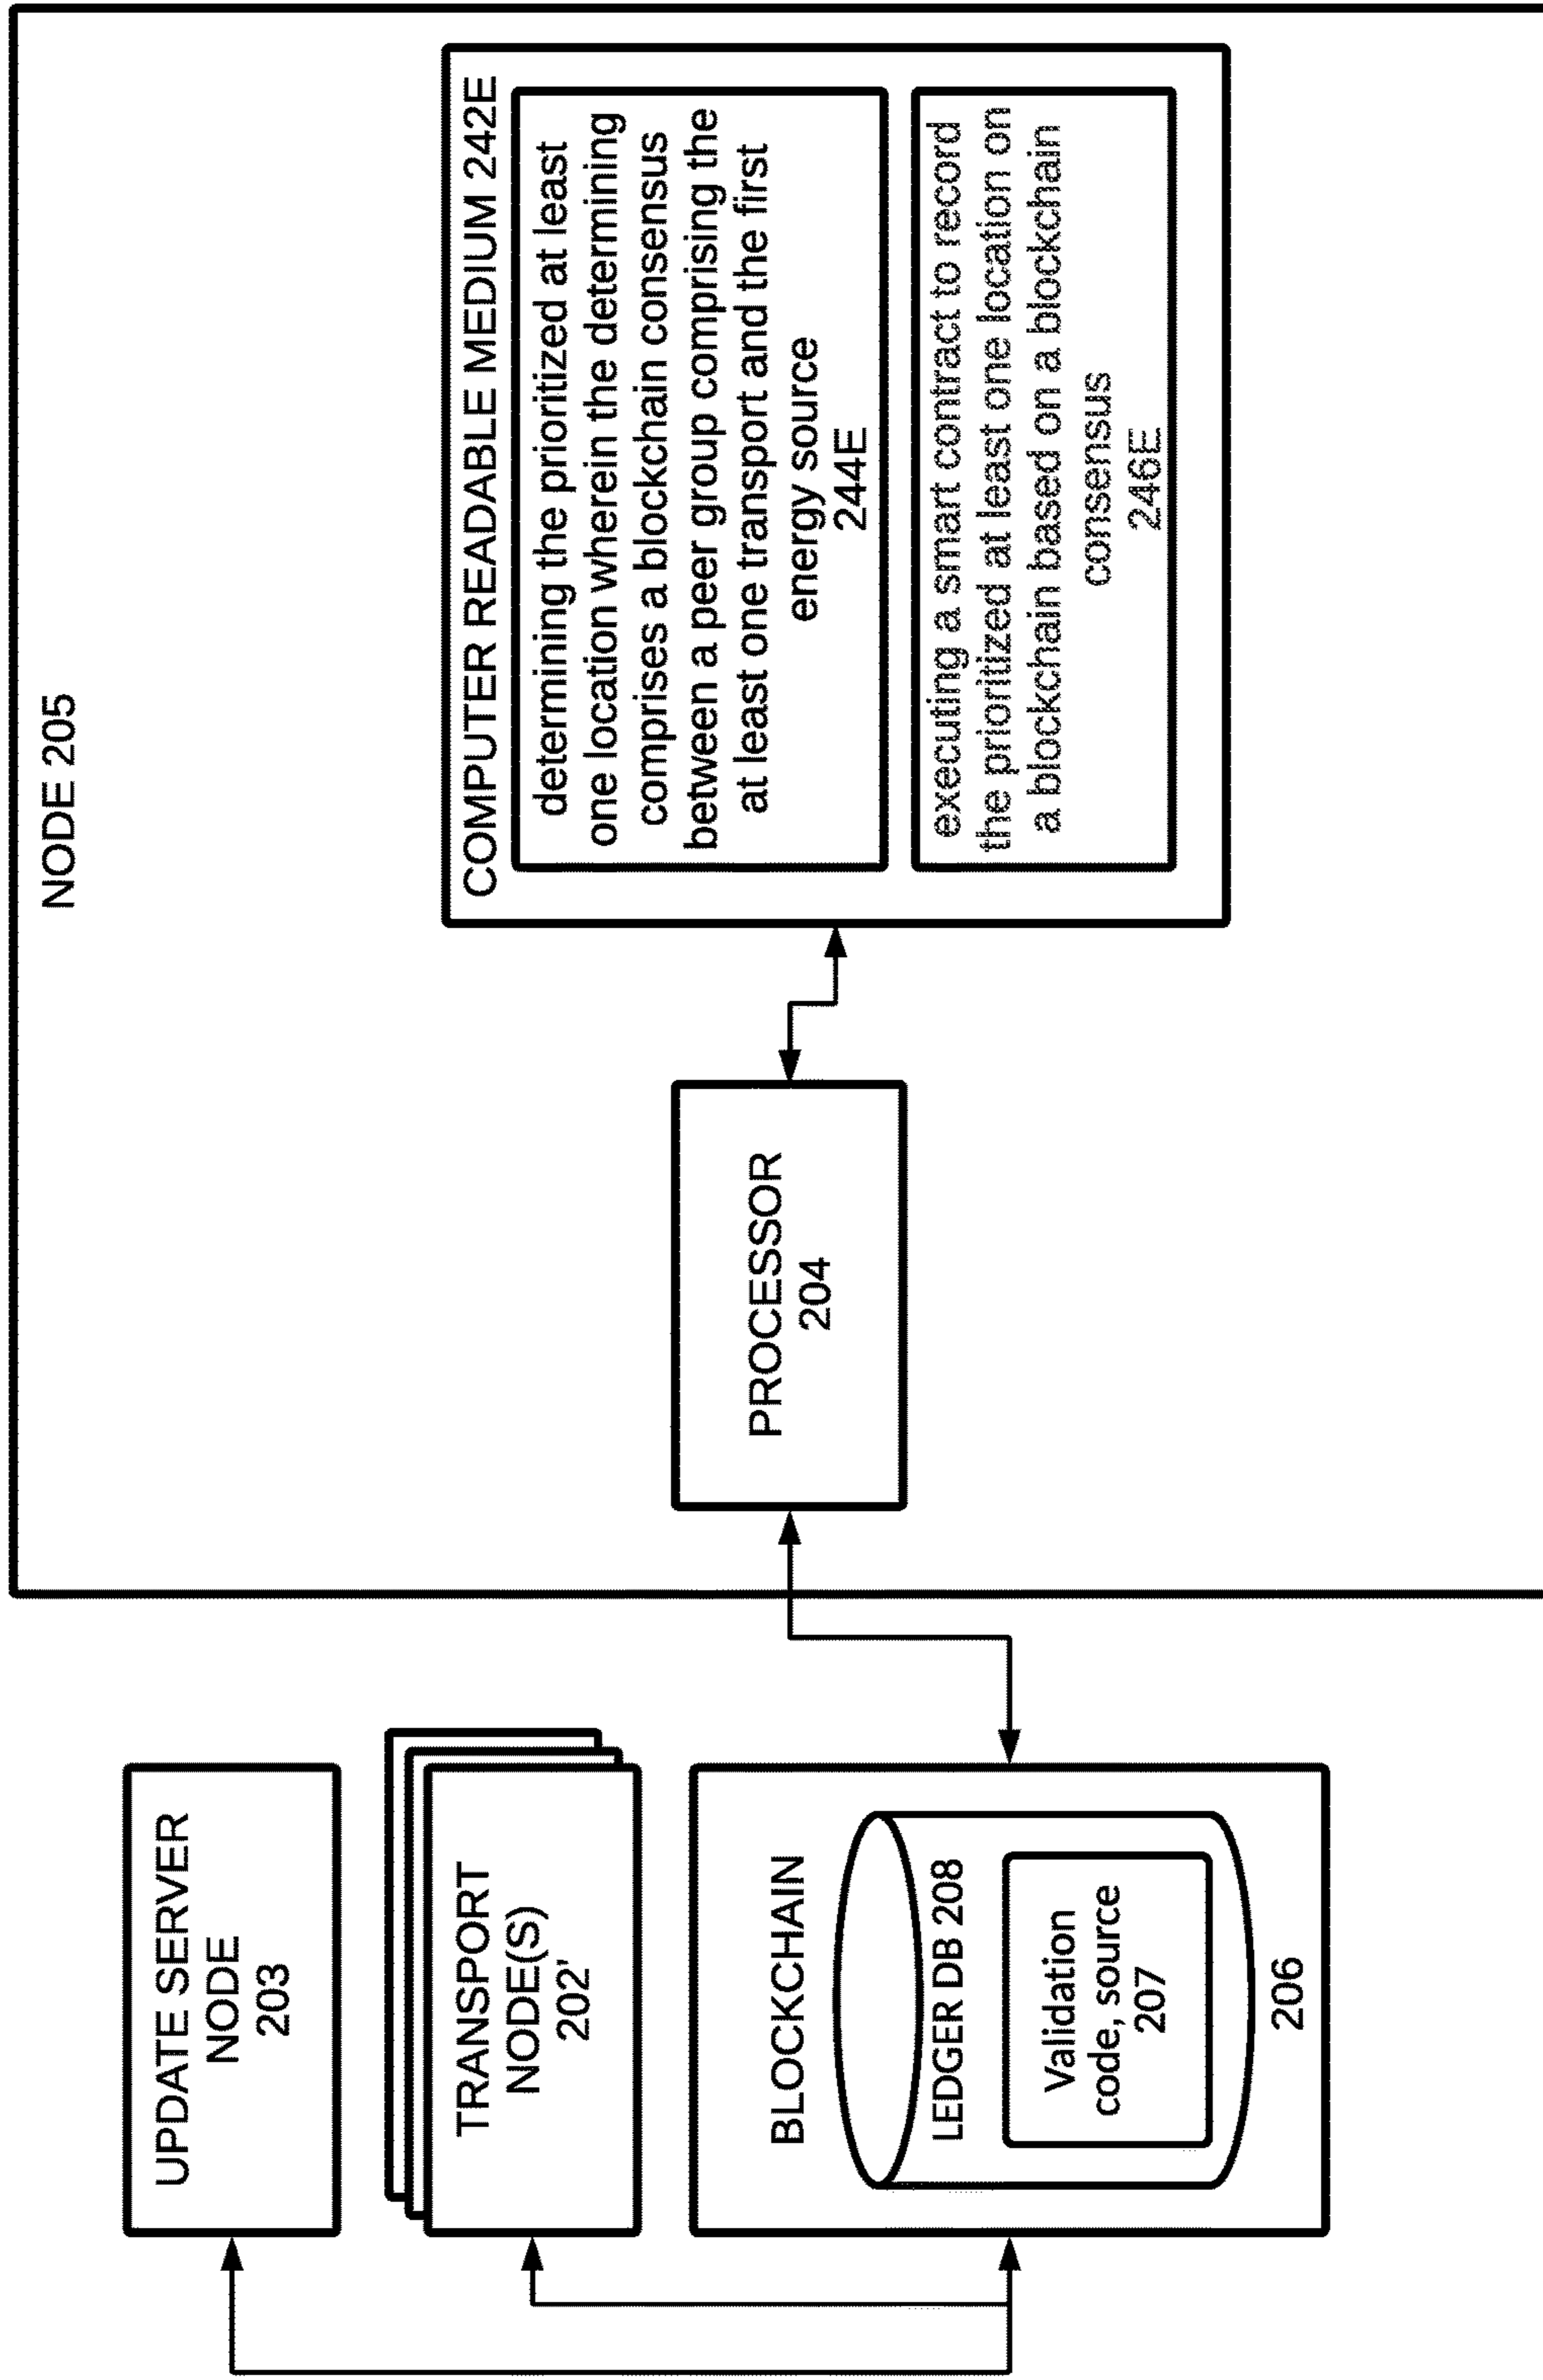 UPDATE SERVER
NODE
203
TRANSPORT
NODE(S)
202'
BLOCKCHAIN
LEDGER DB 208
Validation
code, source
207
206
NODE 205
PROCESSOR
204
COMPUTER READABLE MEDIUM 242E
determining the prioritized at least
one location wherein the determining
comprises a blockchain consensus
between a peer group comprising the
at least one transport and the first
energy source
244E
executing a smart contract to record
the prioritized at least one location on
a blockchain based on a blockchain
consensus
246E